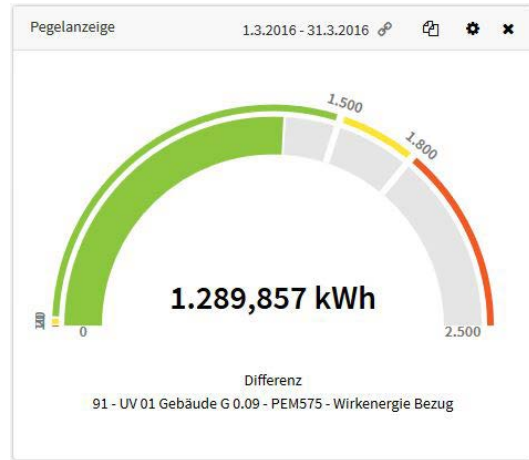 Pegelanzeige
1.3.2016 - 31.3.2016
1.500
1.800
0
2.500
1.289,857 kWh
Differenz
91 - UV 01 Gebäude G 0.09 - PEM575 - Wirkenergie Bezug